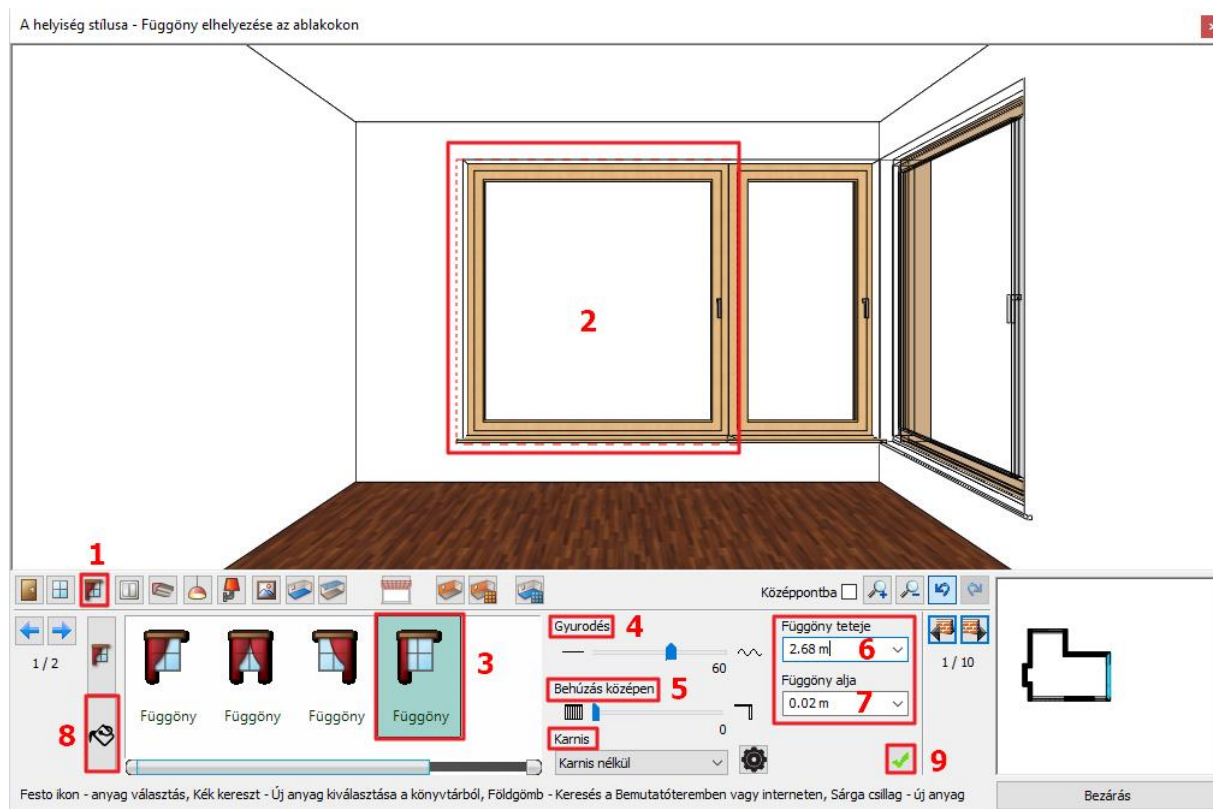 A helyiség stílusa - Függöny elhelyezése az ablakokon
2
1
Középpontba
1 / 2
Függöny
Függöny
Függöny
Függöny
3
8
Gyurodés 4
60
Behúzás középen 5
0
Karnis
Karnis nélkül
Függöny teteje
2.68 m 6
Függöny alja
0.02 m 7
9
1 / 10
Festo ikon - anyag választás, Kék kereszt - Új anyag kiválasztása a könyvtárból, Földgömb - Keresés a Bemutatóteremben vagy interneten, Sárga csillag - új anyag
Bezárás